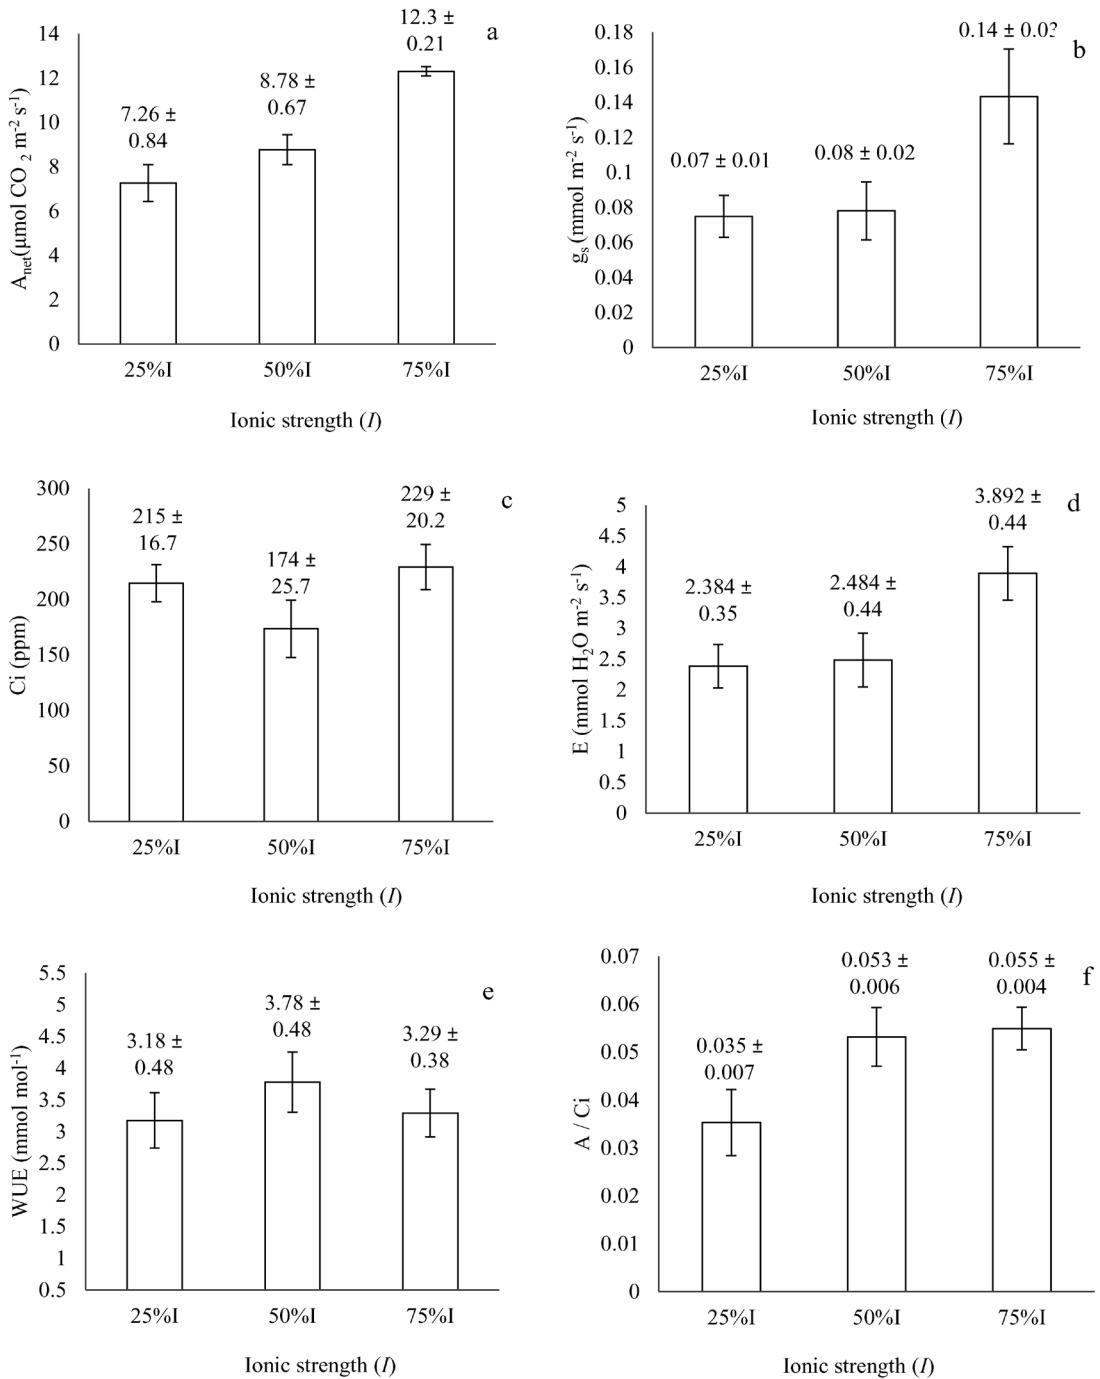 a
12.3 ±
0.21
8.78 ±
0.67
7.26 ±
0.84
14
12
10
8
6
4
2
0
A_net(μmol CO ₂ m⁻² s⁻¹)
25%I
50%I
75%I
Ionic strength (I)
b
0.14 ± 0.03
0.07 ± 0.01
0.08 ± 0.02
0.18
0.16
0.14
0.12
0.1
0.08
0.06
0.04
0.02
0
gₛ (mmol m⁻² s⁻¹)
25%I
50%I
75%I
Ionic strength (I)
c
215 ±
16.7
174 ±
25.7
229 ±
20.2
300
250
200
150
100
50
0
Ci (ppm)
25%I
50%I
75%I
Ionic strength (I)
d
2.384 ±
0.35
2.484 ±
0.44
3.892 ±
0.44
5
4.5
4
3.5
3
2.5
2
1.5
1
0.5
0
E (mmol H₂O m⁻² s⁻¹)
25%I
50%I
75%I
Ionic strength (I)
e
3.18 ±
0.48
3.78 ±
0.48
3.29 ±
0.38
5.5
5
4.5
4
3.5
3
2.5
2
1.5
1
0.5
WUE (mmol mol⁻¹)
25%I
50%I
75%I
Ionic strength (I)
f
0.035 ±
0.007
0.053 ±
0.006
0.055 ±
0.004
0.07
0.06
0.05
0.04
0.03
0.02
0.01
0
A / Ci
25%I
50%I
75%I
Ionic strength (I)